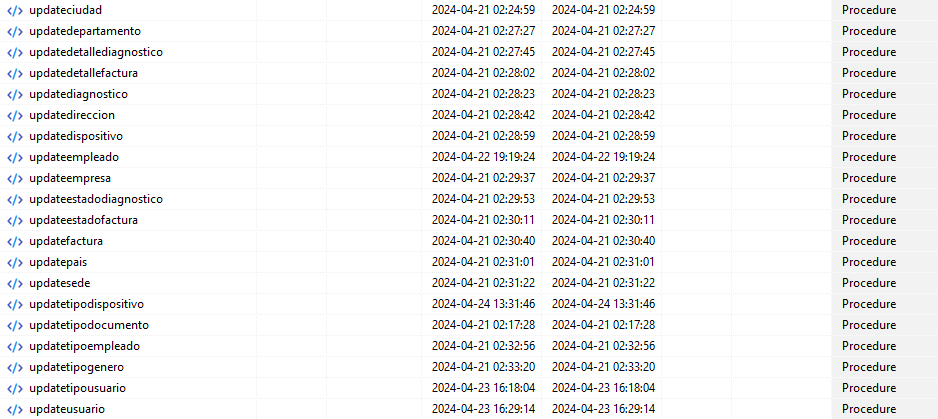 updateciudad 2024-04-21 02:24:59 2024-04-21 02:24:59 Procedure
updatedepartamento 2024-04-21 02:27:27 2024-04-21 02:27:27 Procedure
updatedetallediagnostico 2024-04-21 02:27:45 2024-04-21 02:27:45 Procedure
updatedetallefactura 2024-04-21 02:28:02 2024-04-21 02:28:02 Procedure
updatediagnostico 2024-04-21 02:28:23 2024-04-21 02:28:23 Procedure
updatedireccion 2024-04-21 02:28:42 2024-04-21 02:28:42 Procedure
updatedispositivo 2024-04-21 02:28:59 2024-04-21 02:28:59 Procedure
updateempleado 2024-04-22 19:19:24 2024-04-22 19:19:24 Procedure
updateempresa 2024-04-21 02:29:37 2024-04-21 02:29:37 Procedure
updateestadodiagnostico 2024-04-21 02:29:53 2024-04-21 02:29:53 Procedure
updateestadofactura 2024-04-21 02:30:11 2024-04-21 02:30:11 Procedure
updatefactura 2024-04-21 02:30:40 2024-04-21 02:30:40 Procedure
updatepais 2024-04-21 02:31:01 2024-04-21 02:31:01 Procedure
updatesede 2024-04-21 02:31:22 2024-04-21 02:31:22 Procedure
updatetipodispositivo 2024-04-24 13:31:46 2024-04-24 13:31:46 Procedure
updatetipodocumento 2024-04-21 02:17:28 2024-04-21 02:17:28 Procedure
updatetipoempleado 2024-04-21 02:32:56 2024-04-21 02:32:56 Procedure
updatetipogenero 2024-04-21 02:33:20 2024-04-21 02:33:20 Procedure
updatetipousuario 2024-04-23 16:18:04 2024-04-23 16:18:04 Procedure
updateusuario 2024-04-23 16:29:14 2024-04-23 16:29:14 Procedure